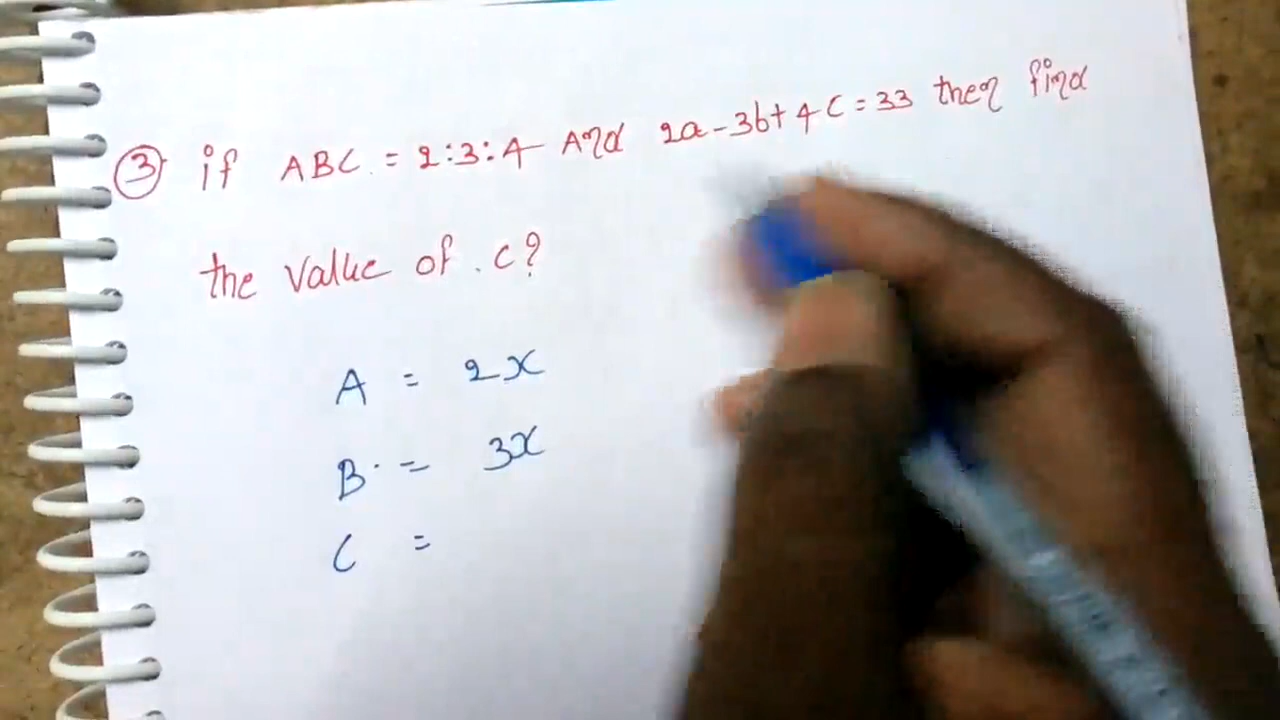 ③ if ABC = 2:3:4 And 2a-3b+4c=33 then find
the value of .c?
A = 2x
B = 3x
C =